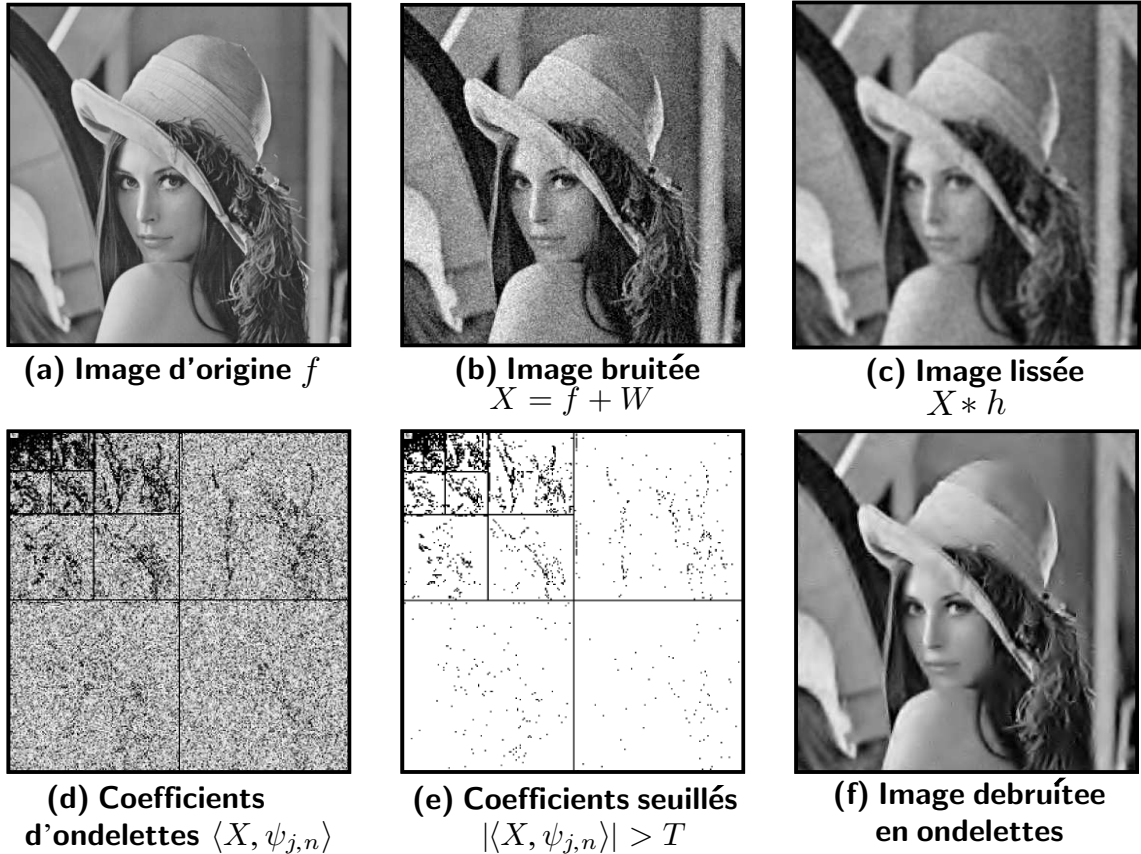 (a) Image d'origine f
(b) Image bruitée
X = f + W
(c) Image lissée
X * h
(d) Coefficients
d'ondelettes ⟨X, ψ_{j,n}⟩
(e) Coefficients seuillés
|⟨X, ψ_{j,n}⟩| > T
(f) Image debruítee
en ondelettes